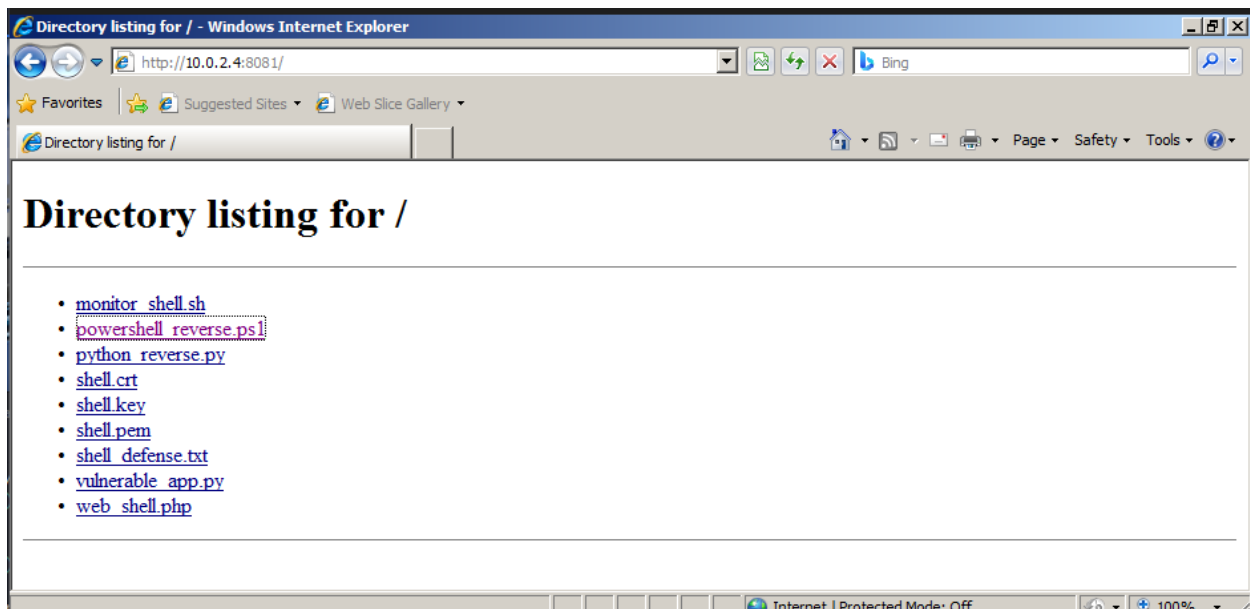 Directory listing for / - Windows Internet Explorer
http://10.0.2.4:8081/
Bing
Favorites
Suggested Sites
Web Slice Gallery
Directory listing for /
Page
Safety
Tools
Directory listing for /
monitor_shell.sh
powershell_reverse.ps1
python_reverse.py
shell.crt
shell.key
shell.pem
shell_defense.txt
vulnerable_app.py
web_shell.php
Internet | Protected Mode: Off
100%